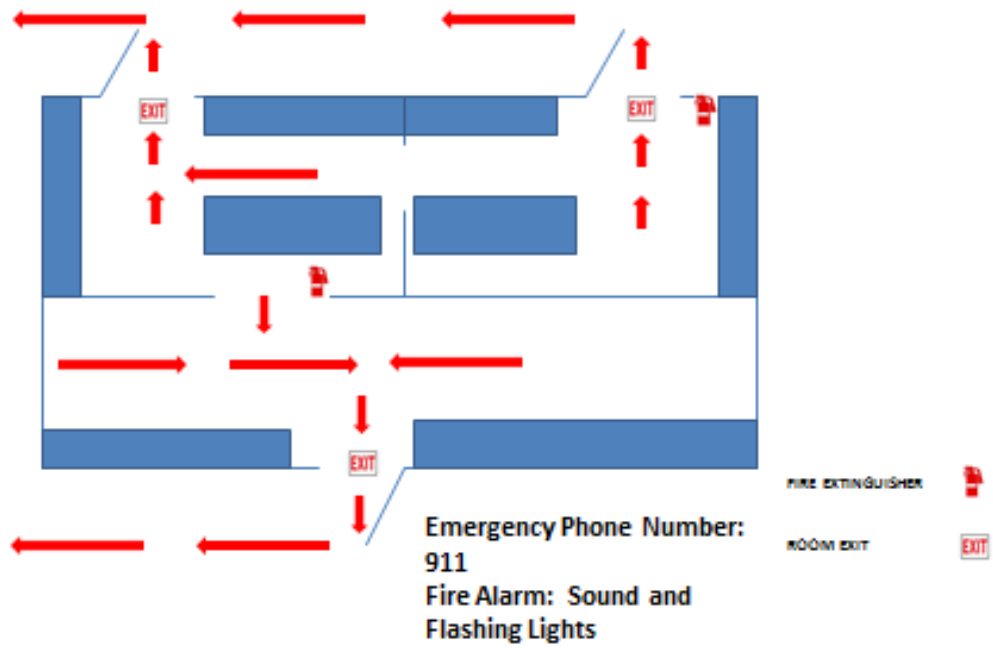 EXIT
EXIT
EXIT
Emergency Phone Number:
911
Fire Alarm: Sound and
Flashing Lights
FIRE EXTINGUISHER
ROOM EXIT
EXIT